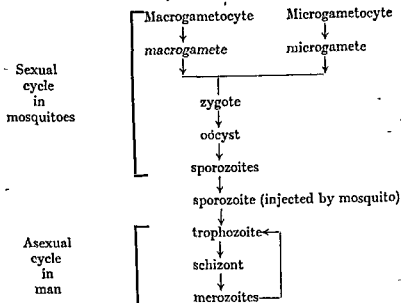 Macrogametocyte Microgametocyte
macrogamete microgamete
Sexual
cycle
in
mosquitoes
zygote
oöcyst
sporozoites
sporozoite (injected by mosquito)
Asexual
cycle
in
man
trophozoite
schizont
merozoites